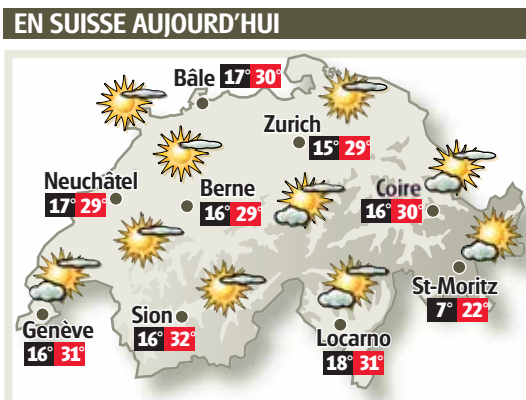 EN SUISSE AUJOURD'HUI
Bâle 17° 30°
Zurich
15° 29°
Neuchâtel
17° 29°
Berne
16° 29°
Coire
16° 30°
St-Moritz
7° 22°
Genève
16° 31°
Sion
16° 32°
Locarno
18° 31°